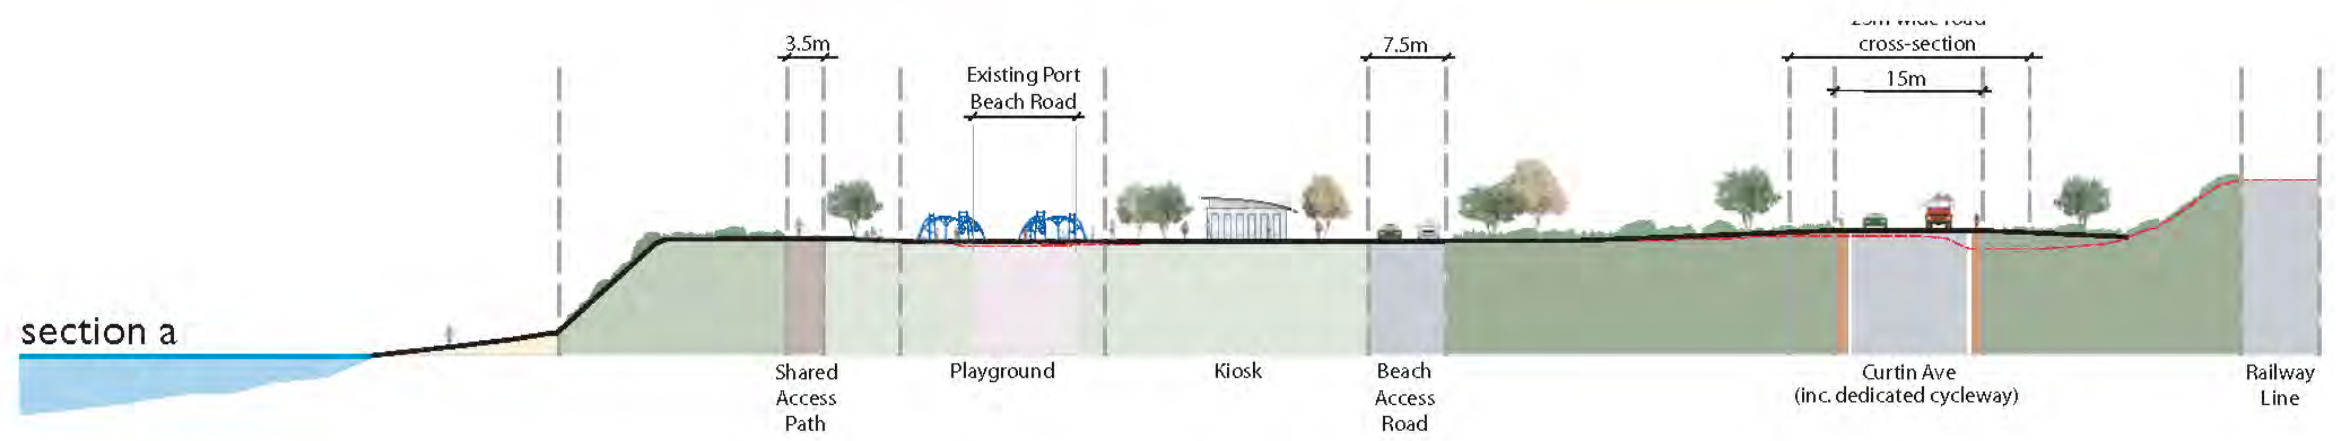 3.5m
Existing Port
Beach Road
7.5m
25m wide road
cross-section
15m
section a
Shared
Access
Path
Playground
Kiosk
Beach
Access
Road
Curtin Ave
(inc. dedicated cycleway)
Railway
Line